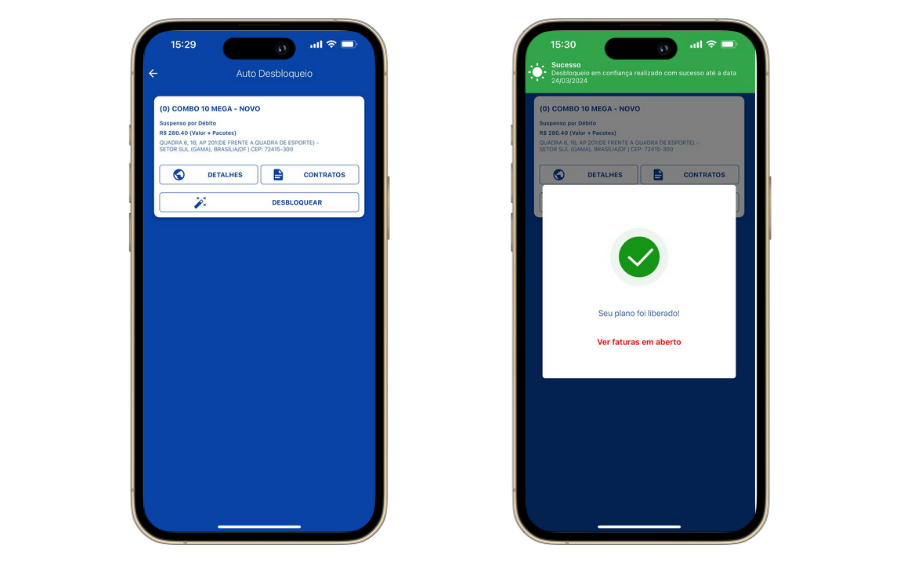 15:29
Auto Desbloqueio
(0) COMBO 10 MEGA - NOVO
Suspenso por Débito
R$ 280.40 (Valor + Pacotes)
QUADRA 6, 10, AP 201(DE FRENTE A QUADRA DE ESPORTE) -
SETOR SUL (GAMA), BRASÍLIA/DF | CEP: 72415-300
DETALHES
CONTRATOS
DESBLOQUEAR
15:30
Sucesso
Desbloqueio em confiança realizado com sucesso até a data
24/03/2024
(0) COMBO 10 MEGA - NOVO
Suspenso por Débito
R$ 280.40 (Valor + Pacotes)
QUADRA 6, 10, AP 201(DE FRENTE A QUADRA DE ESPORTE) -
SETOR SUL (GAMA), BRASÍLIA/DF | CEP: 72415-300
DETALHES
CONTRATOS
Seu plano foi liberado!
Ver faturas em aberto